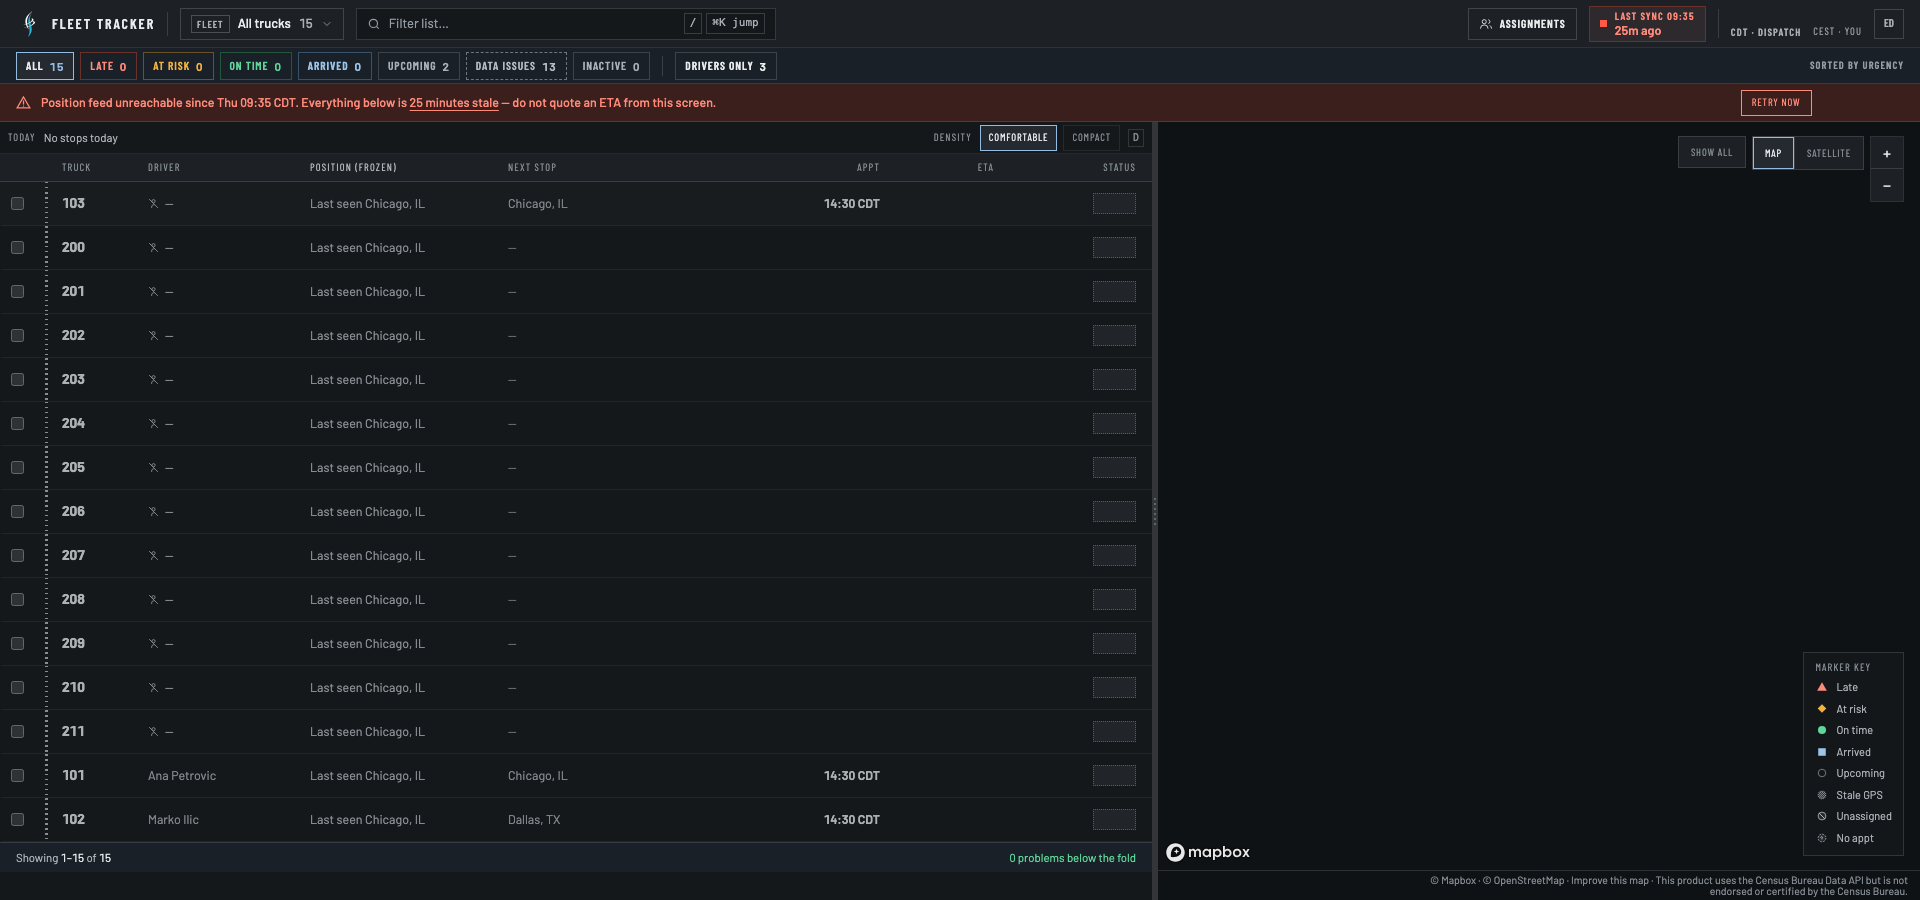 FLEET TRACKER
FLEET All trucks 15
Filter list... / ⌘K jump
ASSIGNMENTS
LAST SYNC 09:35
25m ago
CDT · DISPATCH CEST · YOU
ED
ALL 15 LATE 0 AT RISK 0 ON TIME 0 ARRIVED 0 UPCOMING 2 DATA ISSUES 13 INACTIVE 0 DRIVERS ONLY 3
SORTED BY URGENCY
Position feed unreachable since Thu 09:35 CDT. Everything below is 25 minutes stale — do not quote an ETA from this screen.
RETRY NOW
TODAY No stops today
DENSITY COMFORTABLE COMPACT D
TRUCK DRIVER POSITION (FROZEN) NEXT STOP APPT ETA STATUS
103 — Last seen Chicago, IL Chicago, IL 14:30 CDT
200 — Last seen Chicago, IL —
201 — Last seen Chicago, IL —
202 — Last seen Chicago, IL —
203 — Last seen Chicago, IL —
204 — Last seen Chicago, IL —
205 — Last seen Chicago, IL —
206 — Last seen Chicago, IL —
207 — Last seen Chicago, IL —
208 — Last seen Chicago, IL —
209 — Last seen Chicago, IL —
210 — Last seen Chicago, IL —
211 — Last seen Chicago, IL —
101 Ana Petrovic Last seen Chicago, IL Chicago, IL 14:30 CDT
102 Marko Ilic Last seen Chicago, IL Dallas, TX 14:30 CDT
Showing 1–15 of 15
0 problems below the fold
SHOW ALL MAP SATELLITE
+
−
MARKER KEY
Late
At risk
On time
Arrived
Upcoming
Stale GPS
Unassigned
No appt
mapbox
© Mapbox · © OpenStreetMap · Improve this map · This product uses the Census Bureau Data API but is not
endorsed or certified by the Census Bureau.